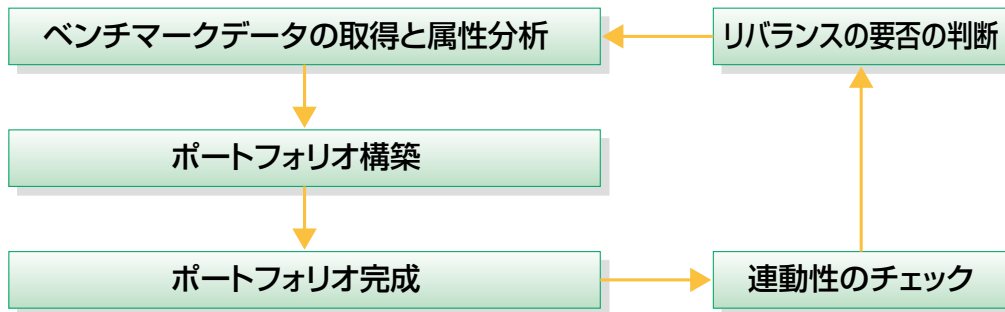 ベンチマークデータの取得と属性分析
リバランスの要否の判断
ポートフォリオ構築
ポートフォリオ完成
連動性のチェック